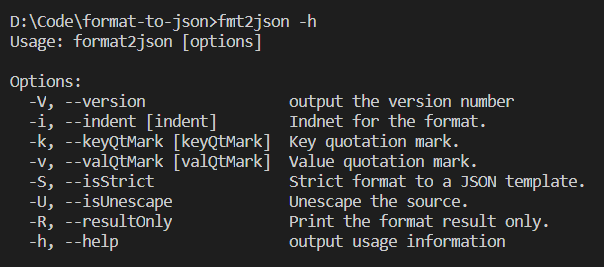 D:\Code\format-to-json>fmt2json -h
Usage: format2json [options]
Options:
-V, --version output the version number
-i, --indent [indent] Indnet for the format.
-k, --keyQtMark [keyQtMark] Key quotation mark.
-v, --valQtMark [valQtMark] Value quotation mark.
-S, --isStrict Strict format to a JSON template.
-U, --isUnescape Unescape the source.
-R, --resultOnly Print the format result only.
-h, --help output usage information